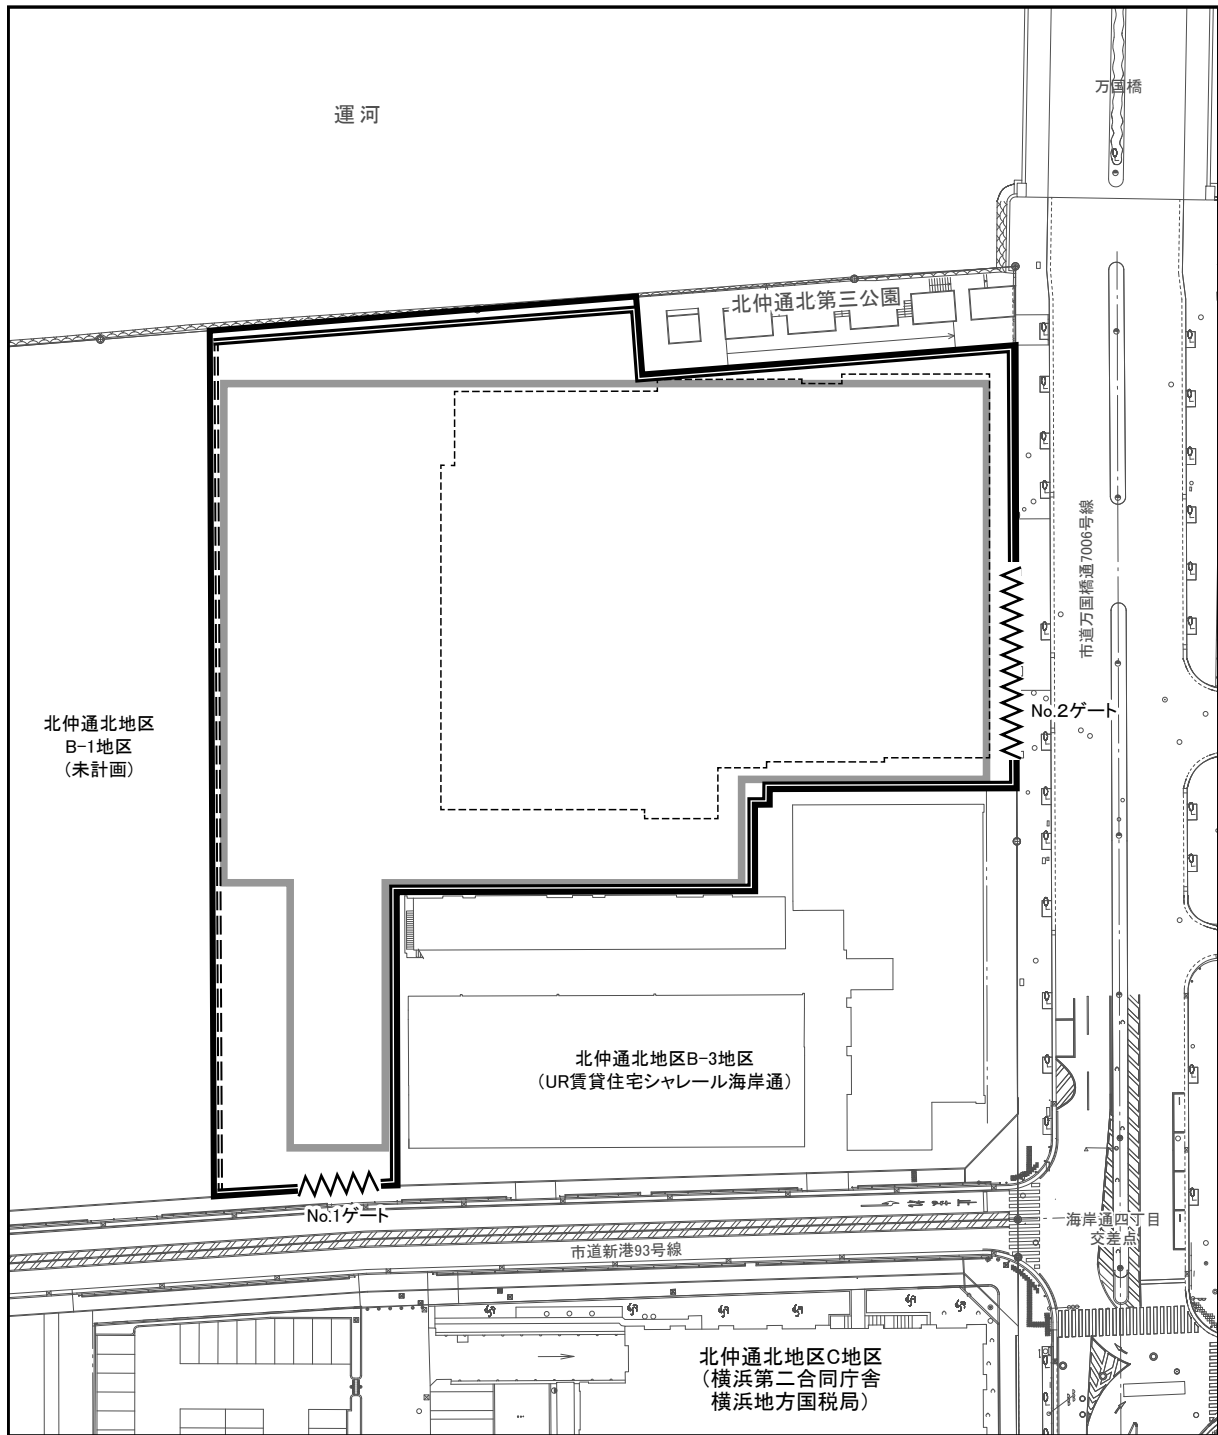 万国橋
運河
北仲通北第三公園
市道万国橋通7006号線
No.2ゲート
北仲通北地区
B-1地区
(未計画)
北仲通北地区B-3地区
(UR賃貸住宅シャレール海岸通)
No.1ゲート
海岸通四丁目
交差点
市道新港93号線
北仲通北地区C地区
(横浜第二合同庁舎
横浜地方国税局)